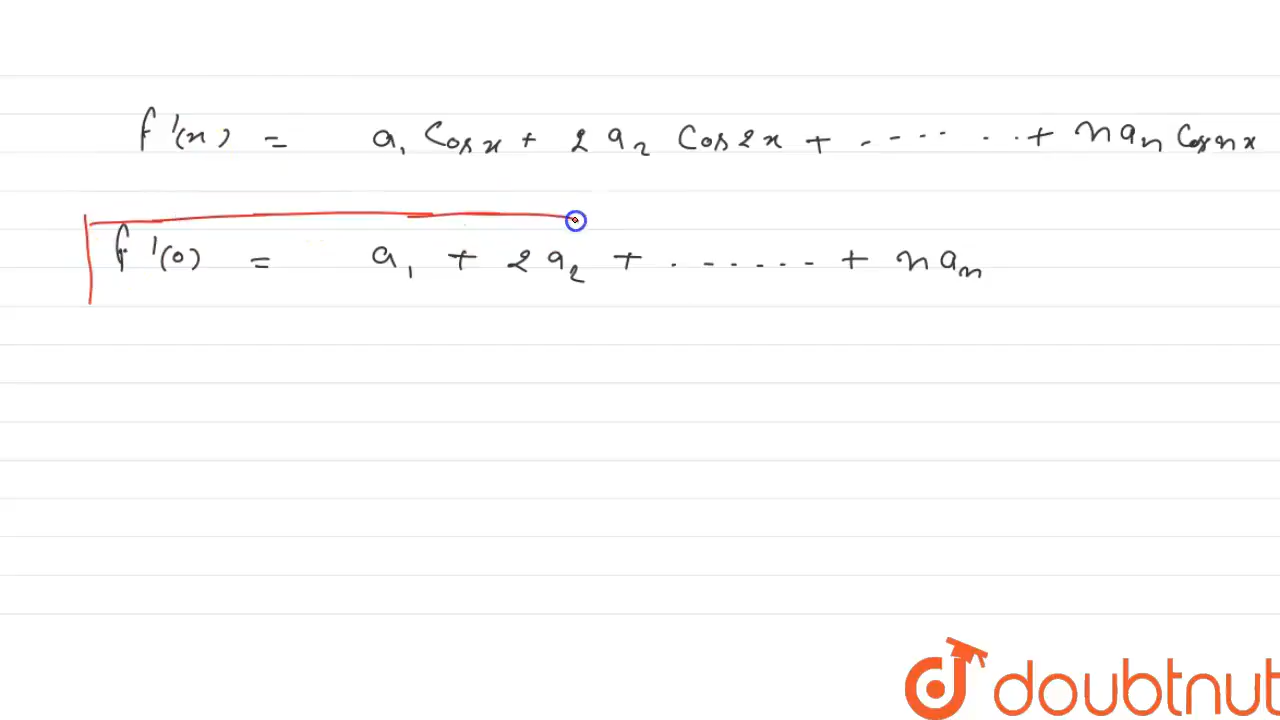 f'(x) = a₁ Cos x + 2 a₂ Cos 2x + ------- + n aₙ Cos nx
f'(0) = a₁ + 2 a₂ + ------- + n aₙ
doubtnut